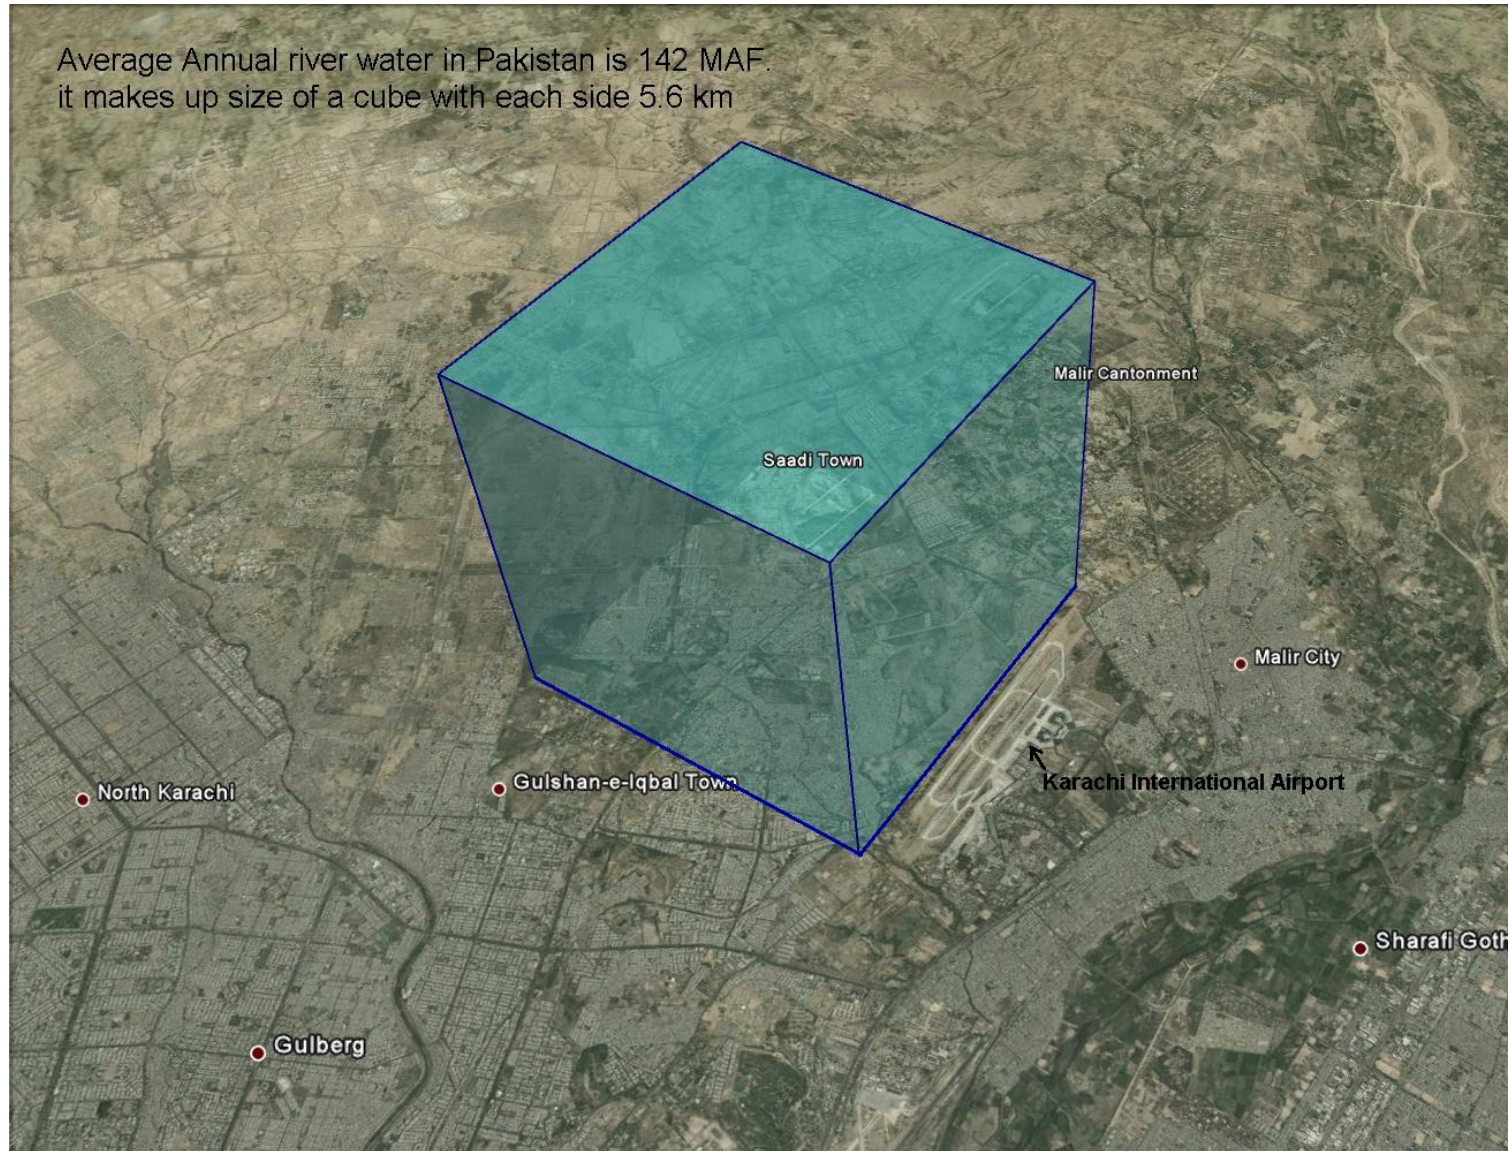 Average Annual river water in Pakistan is 142 MAF.
it makes up size of a cube with each side 5.6 km
Malir Cantonment
Saadi Town
Malir City
Gulshan-e-Iqbal Town
North Karachi
Karachi International Airport
Sharafi Goth
Gulberg